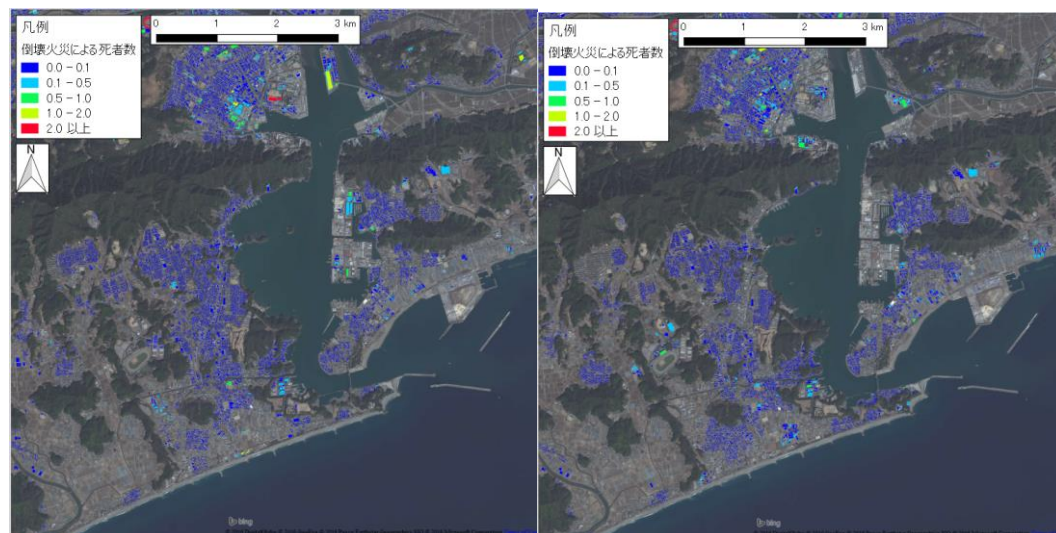 凡例
倒壊火災による死者数
0.0 - 0.1
0.1 - 0.5
0.5 - 1.0
1.0 - 2.0
2.0 以上
N
0 1 2 3 km
bing
凡例
倒壊火災による死者数
0.0 - 0.1
0.1 - 0.5
0.5 - 1.0
1.0 - 2.0
2.0 以上
N
0 1 2 3 km
bing